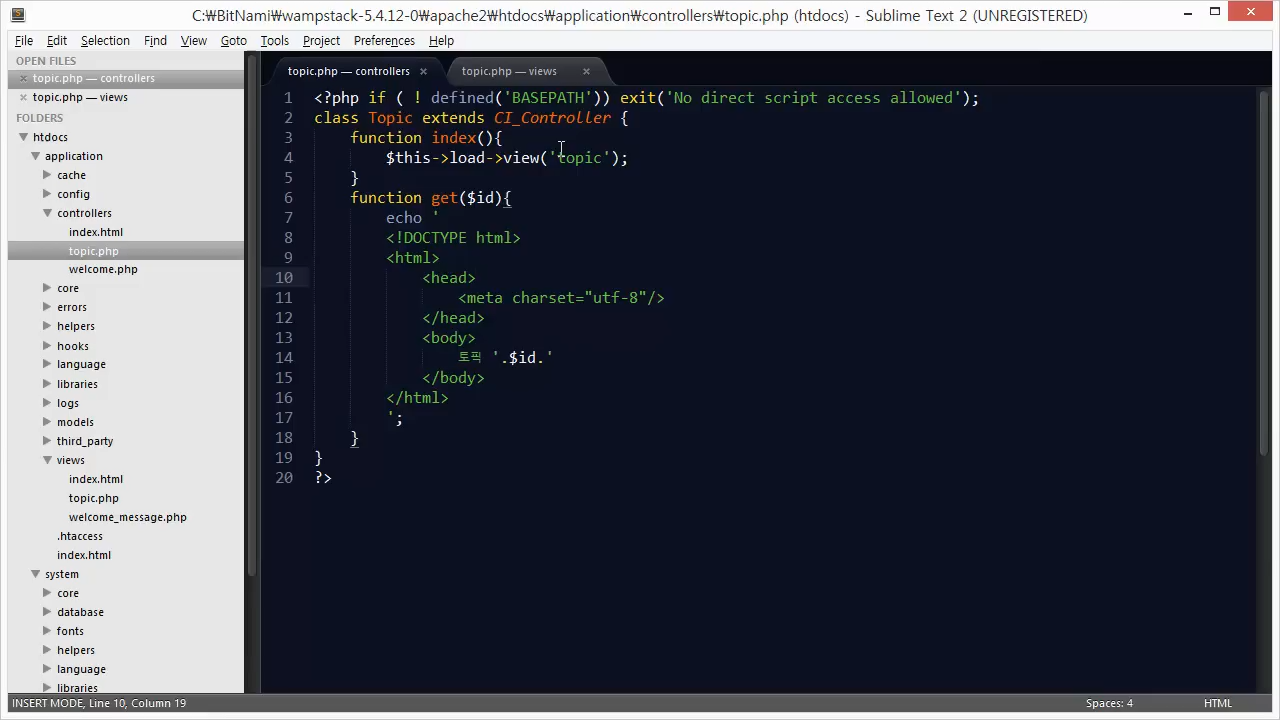 C:₩BitNami₩wampstack-5.4.12-0₩apache2₩htdocs₩application₩controllers₩topic.php (htdocs) - Sublime Text 2 (UNREGISTERED)
File Edit Selection Find View Goto Tools Project Preferences Help
OPEN FILES
topic.php — controllers
topic.php — views
FOLDERS
htdocs
application
cache
config
controllers
index.html
topic.php
welcome.php
core
errors
helpers
hooks
language
libraries
logs
models
third_party
views
index.html
topic.php
welcome_message.php
.htaccess
index.html
system
core
database
fonts
helpers
language
libraries
topic.php — controllers topic.php — views
1 <?php if ( ! defined('BASEPATH')) exit('No direct script access allowed');
2 class Topic extends CI_Controller {
3 function index(){
4 $this->load->view('topic');
5 }
6 function get($id){
7 echo '
8 <!DOCTYPE html>
9 <html>
10 <head>
11 <meta charset="utf-8"/>
12 </head>
13 <body>
14 토픽 '.$id.'
15 </body>
16 </html>
17 ';
18 }
19 }
20 ?>
INSERT MODE, Line 10, Column 19 Spaces: 4 HTML